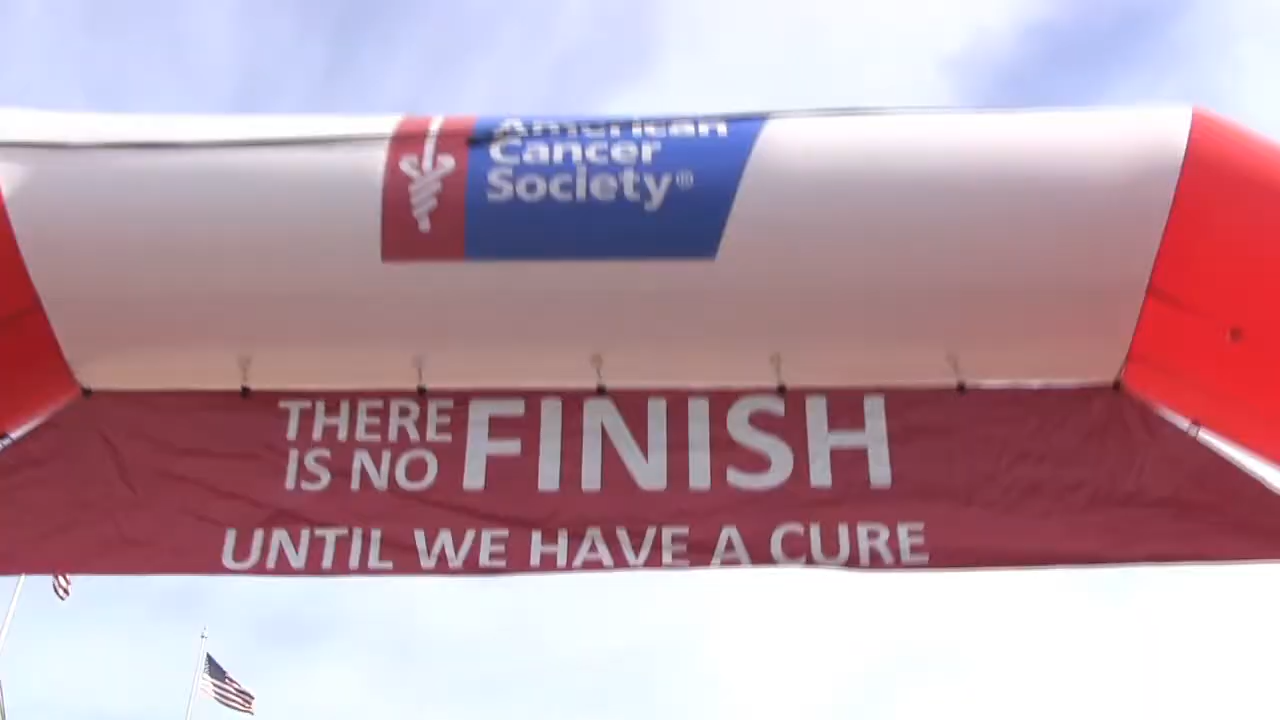 American
Cancer
Society®
THERE
IS NO FINISH
UNTIL WE HAVE A CURE